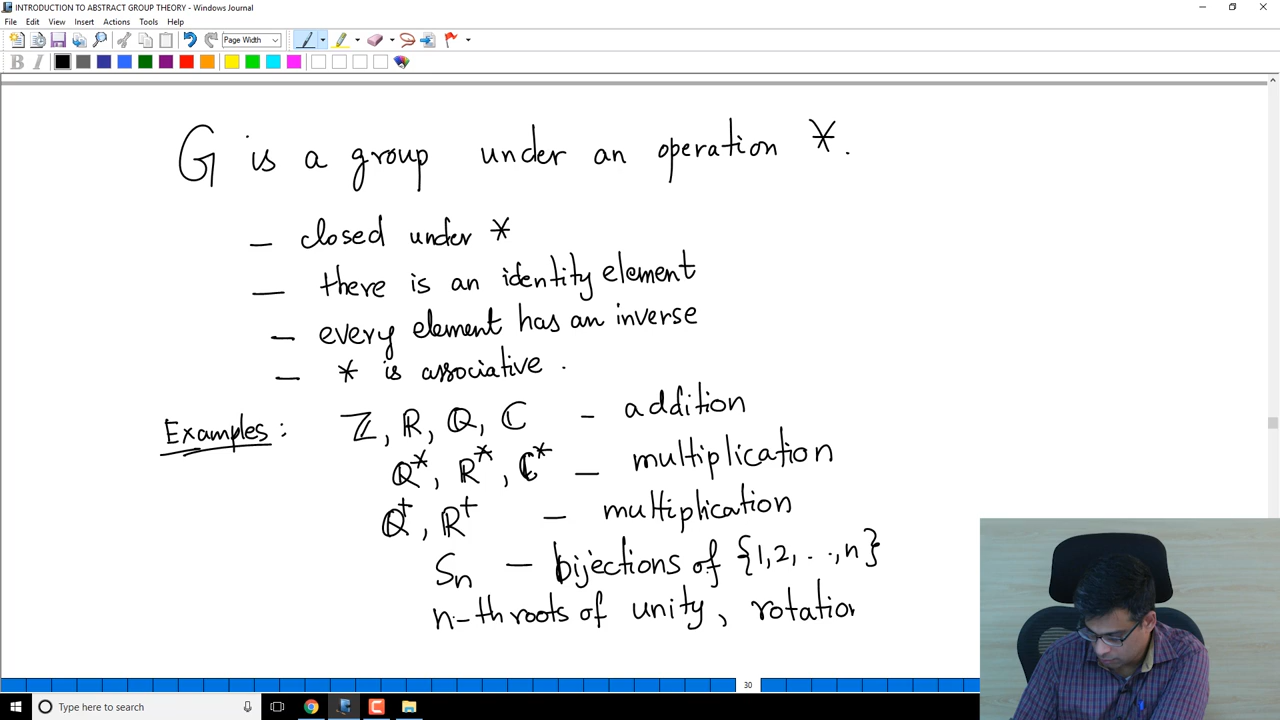 INTRODUCTION TO ABSTRACT GROUP THEORY - Windows Journal
File Edit View Insert Actions Tools Help
Page Width
B I
G is a group under an operation *.
— closed under *
— there is an identity element
— every element has an inverse
— * is associative.
Examples: ℤ, ℝ, ℚ, ℂ - addition
ℚ*, ℝ*, ℂ* — multiplication
ℚ⁺, ℝ⁺ — multiplication
Sn — bijections of {1,2,...,n}
n-th roots of unity, rotation
30
Type here to search